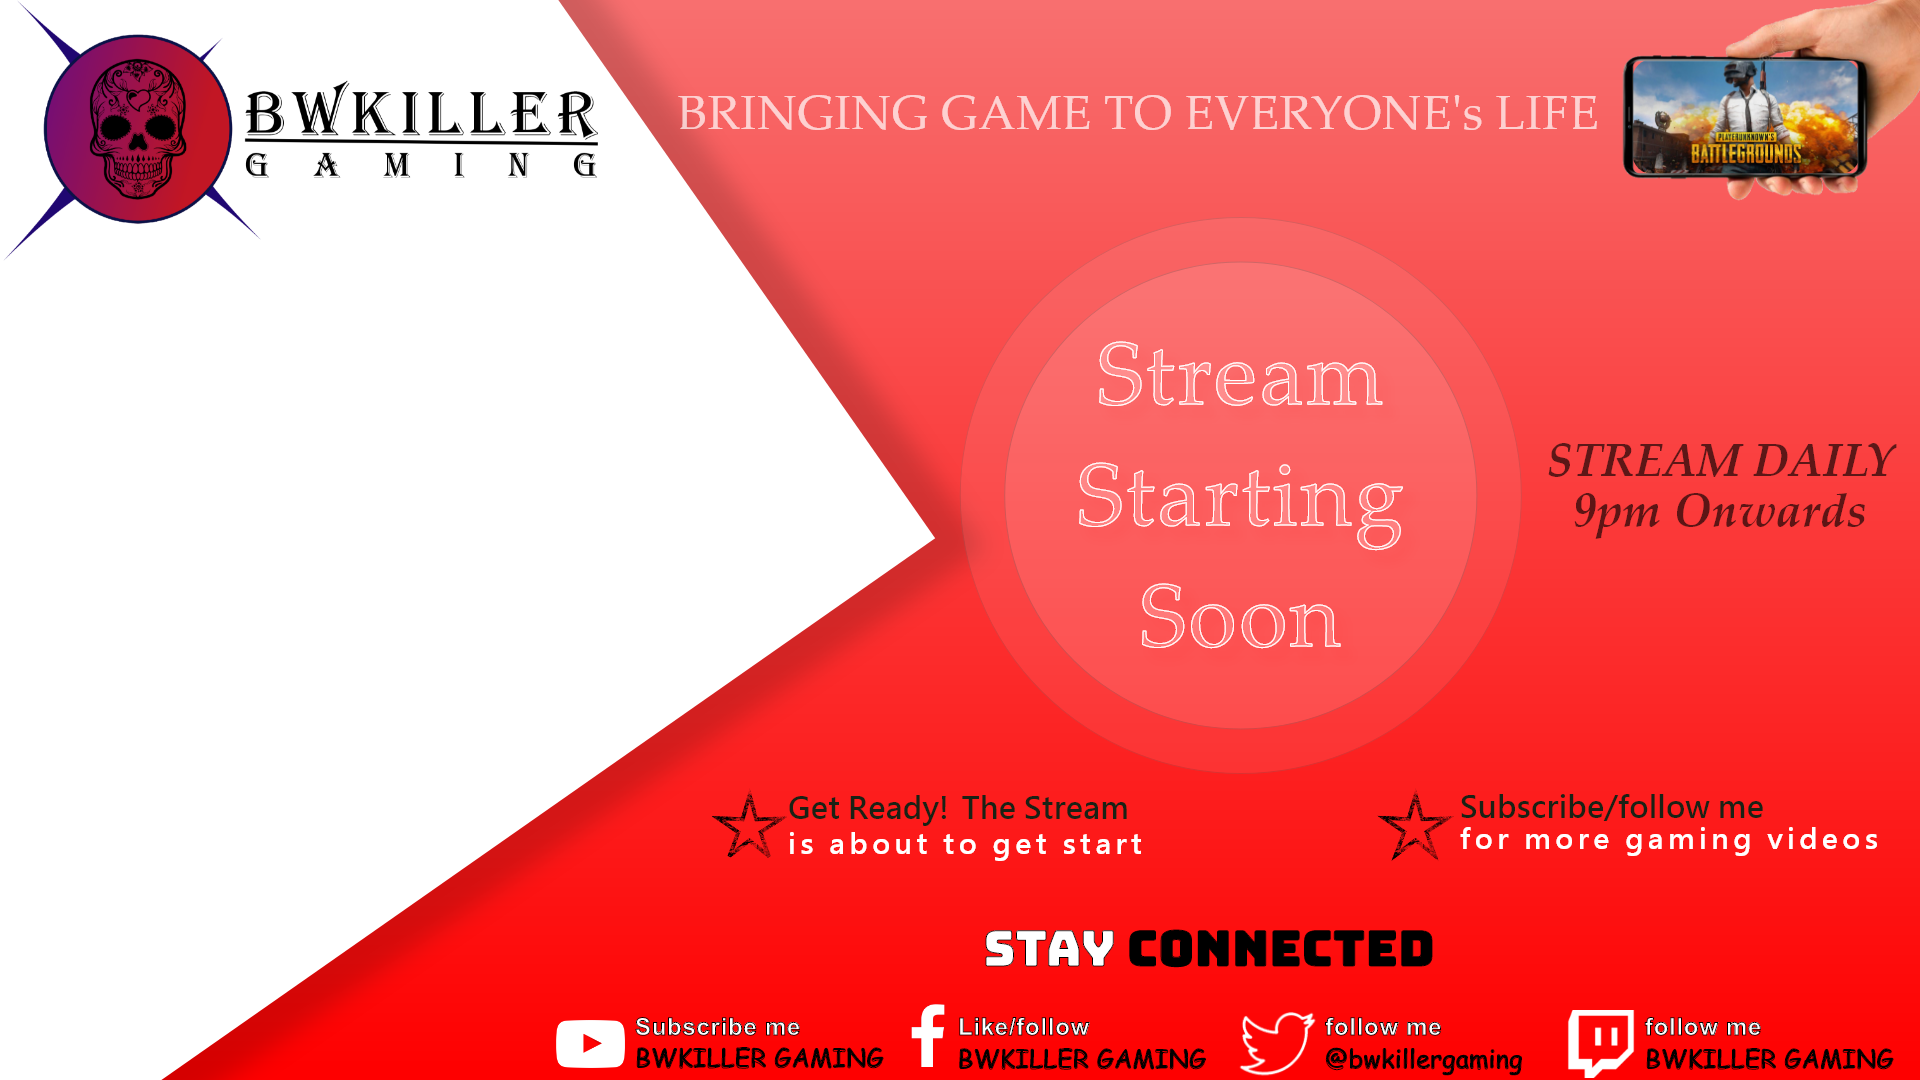 BWKILLER
GAMING
BRINGING GAME TO EVERYONE's LIFE
PLAYERUNKNOWN'S
BATTLEGROUNDS
Stream
Starting
Soon
STREAM DAILY
9pm Onwards
Get Ready! The Stream
is about to get start
Subscribe/follow me
for more gaming videos
STAY CONNECTED
Subscribe me
BWKILLER GAMING
Like/follow
BWKILLER GAMING
follow me
@bwkillergaming
follow me
BWKILLER GAMING